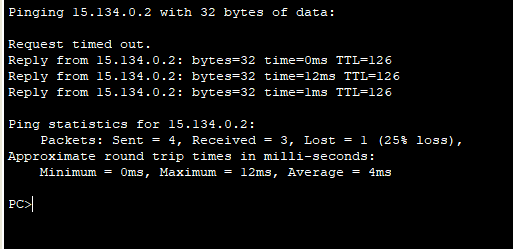 Pinging 15.134.0.2 with 32 bytes of data:
Request timed out.
Reply from 15.134.0.2: bytes=32 time=0ms TTL=126
Reply from 15.134.0.2: bytes=32 time=12ms TTL=126
Reply from 15.134.0.2: bytes=32 time=1ms TTL=126
Ping statistics for 15.134.0.2:
Packets: Sent = 4, Received = 3, Lost = 1 (25% loss),
Approximate round trip times in milli-seconds:
Minimum = 0ms, Maximum = 12ms, Average = 4ms
PC>